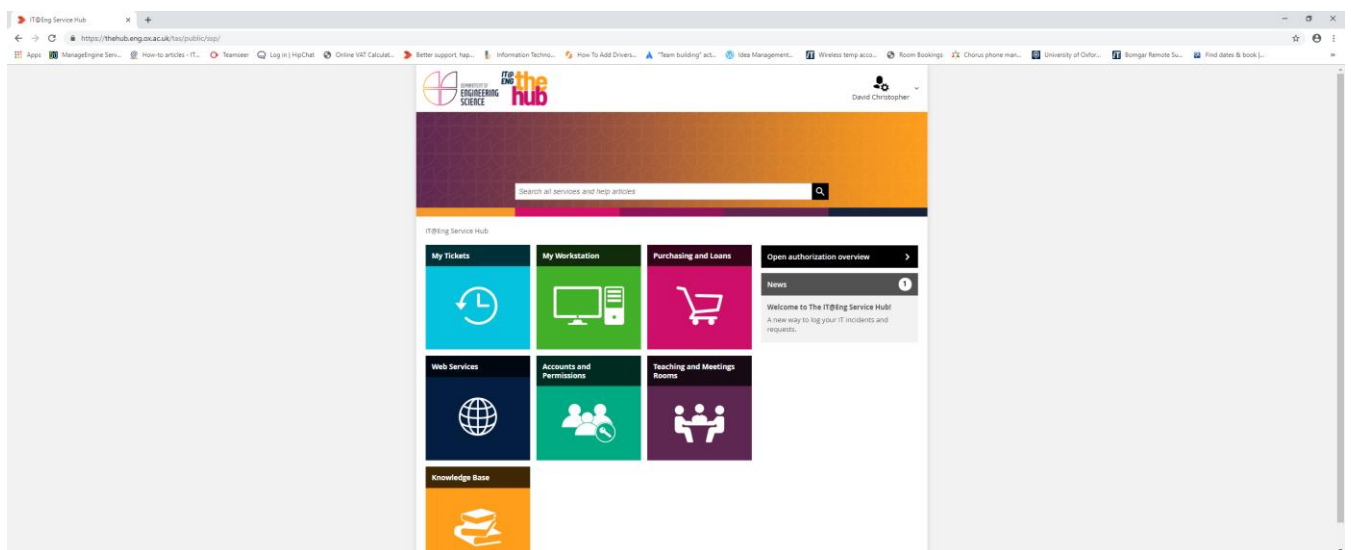 IT@Eng Service Hub
https://thehub.eng.ox.ac.uk/tas/public/ssp/
Apps
ManageEngine Serv...
How-to articles - IT...
Teamseer
Log in | HipChat
Online VAT Calculat...
Better support, hap...
Information Techno...
How To Add Drivers...
"Team building" act...
Idea Management...
Wireless temp acco...
Room Bookings
Chorus phone man...
University of Oxfor...
Bomgar Remote Su...
Find dates & book |...
DEPARTMENT OF
ENGINEERING
SCIENCE
IT@
ENG
the
hub
David Christopher
Search all services and help articles
IT@Eng Service Hub
My Tickets
My Workstation
Purchasing and Loans
Open authorization overview
News
1
Welcome to The IT@Eng Service Hub!
A new way to log your IT incidents and
requests.
Web Services
Accounts and
Permissions
Teaching and Meetings
Rooms
Knowledge Base